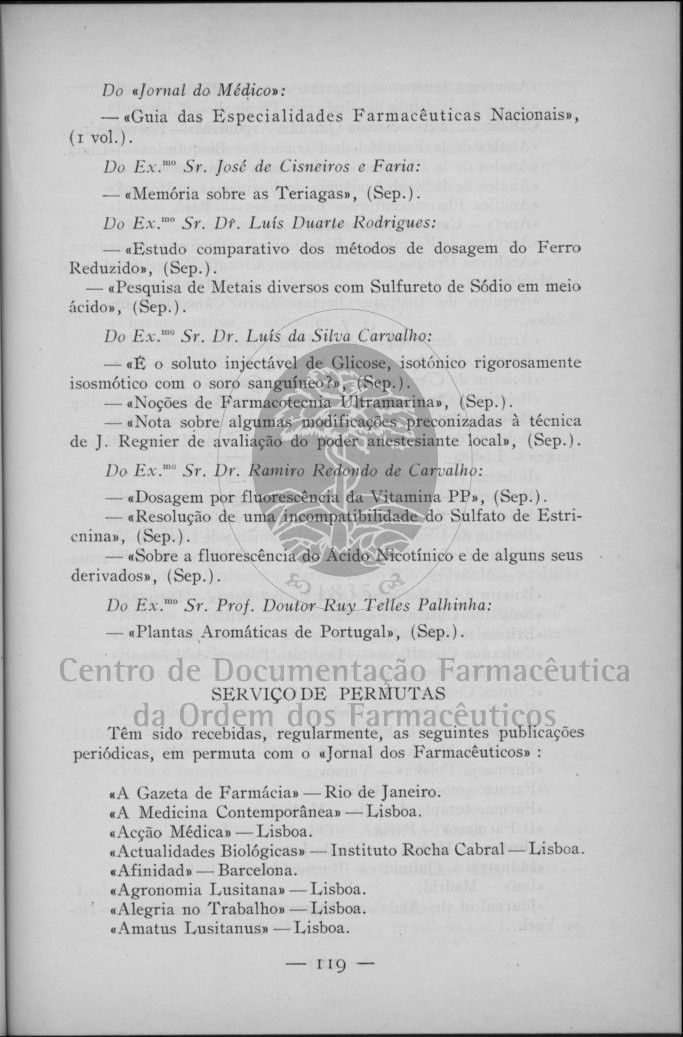 Do «Jornal do Médico»:
— «Guia das Especialidades Farmacêuticas Nacionais»,
(1 vol.).
Do Ex.mo Sr. José de Cisneiros e Faria:
— «Memória sobre as Teriagas», (Sep.).
Do Ex.mo Sr. Dr. Luís Duarte Rodrigues:
— «Estudo comparativo dos métodos de dosagem do Ferro
Reduzido», (Sep.).
— «Pesquisa de Metais diversos com Sulfureto de Sódio em meio
ácido», (Sep.).
Do Ex.mo Sr. Dr. Luís da Silva Carvalho:
— «É o soluto injectável de Glicose, isotónico rigorosamente
isosmótico com o soro sanguíneo?», (Sep.).
— «Noções de Farmacotecnia Ultramarina», (Sep.).
— «Nota sobre algumas modificações preconizadas à técnica
de J. Regnier de avaliação do poder anestesiante local», (Sep.).
Do Ex.mo Sr. Dr. Ramiro Redondo de Carvalho:
— «Dosagem por fluorescência da Vitamina PP», (Sep.).
— «Resolução de uma incompatibilidade do Sulfato de Estri-
cnina», (Sep.).
— «Sobre a fluorescência do Ácido Nicotínico e de alguns seus
derivados», (Sep.).
1835
Do Ex.mo Sr. Prof. Doutor Ruy Telles Palhinha:
— «Plantas Aromáticas de Portugal», (Sep.).
Centro de Documentação Farmacêutica
SERVIÇO DE PERMUTAS
da Ordem dos Farmacêuticos
Têm sido recebidas, regularmente, as seguintes publicações
periódicas, em permuta com o «Jornal dos Farmacêuticos» :
«A Gazeta de Farmácia» — Rio de Janeiro.
«A Medicina Contemporânea» — Lisboa.
«Acção Médica» — Lisboa.
«Actualidades Biológicas» — Instituto Rocha Cabral — Lisboa.
«Afinidad» — Barcelona.
«Agronomia Lusitana» — Lisboa.
«Alegria no Trabalho» — Lisboa.
«Amatus Lusitanus» — Lisboa.
— 119 —